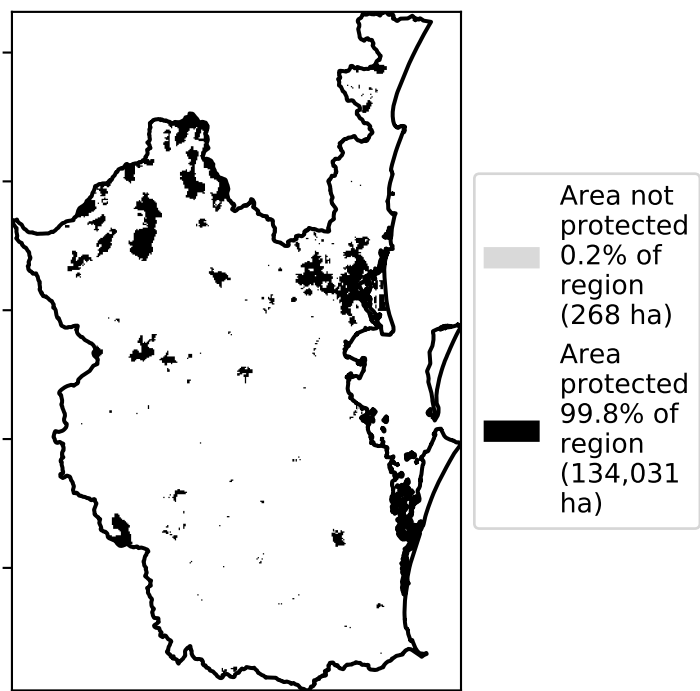 Area not
protected
0.2% of
region
(268 ha)
Area
protected
99.8% of
region
(134,031
ha)